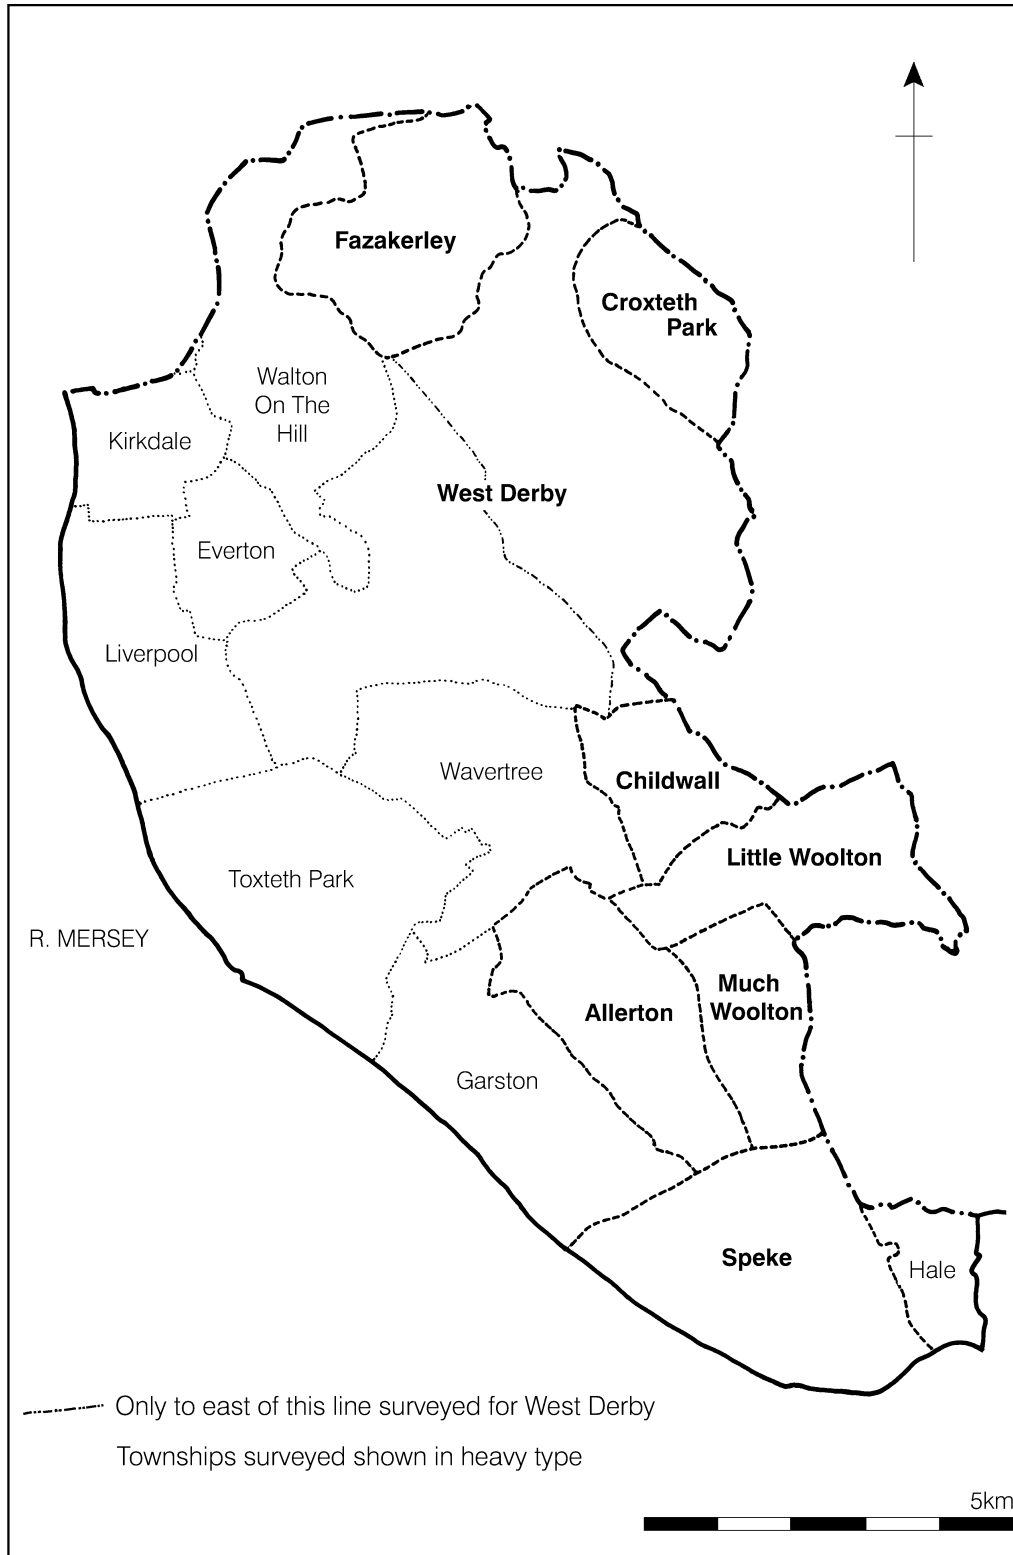 Fazakerley
Croxteth
Park
Walton
On The
Hill
Kirkdale
West Derby
Everton
Liverpool
Wavertree
Childwall
Little Woolton
Toxteth Park
R. MERSEY
Much
Woolton
Allerton
Garston
Speke
Hale
Only to east of this line surveyed for West Derby
Townships surveyed shown in heavy type
5km